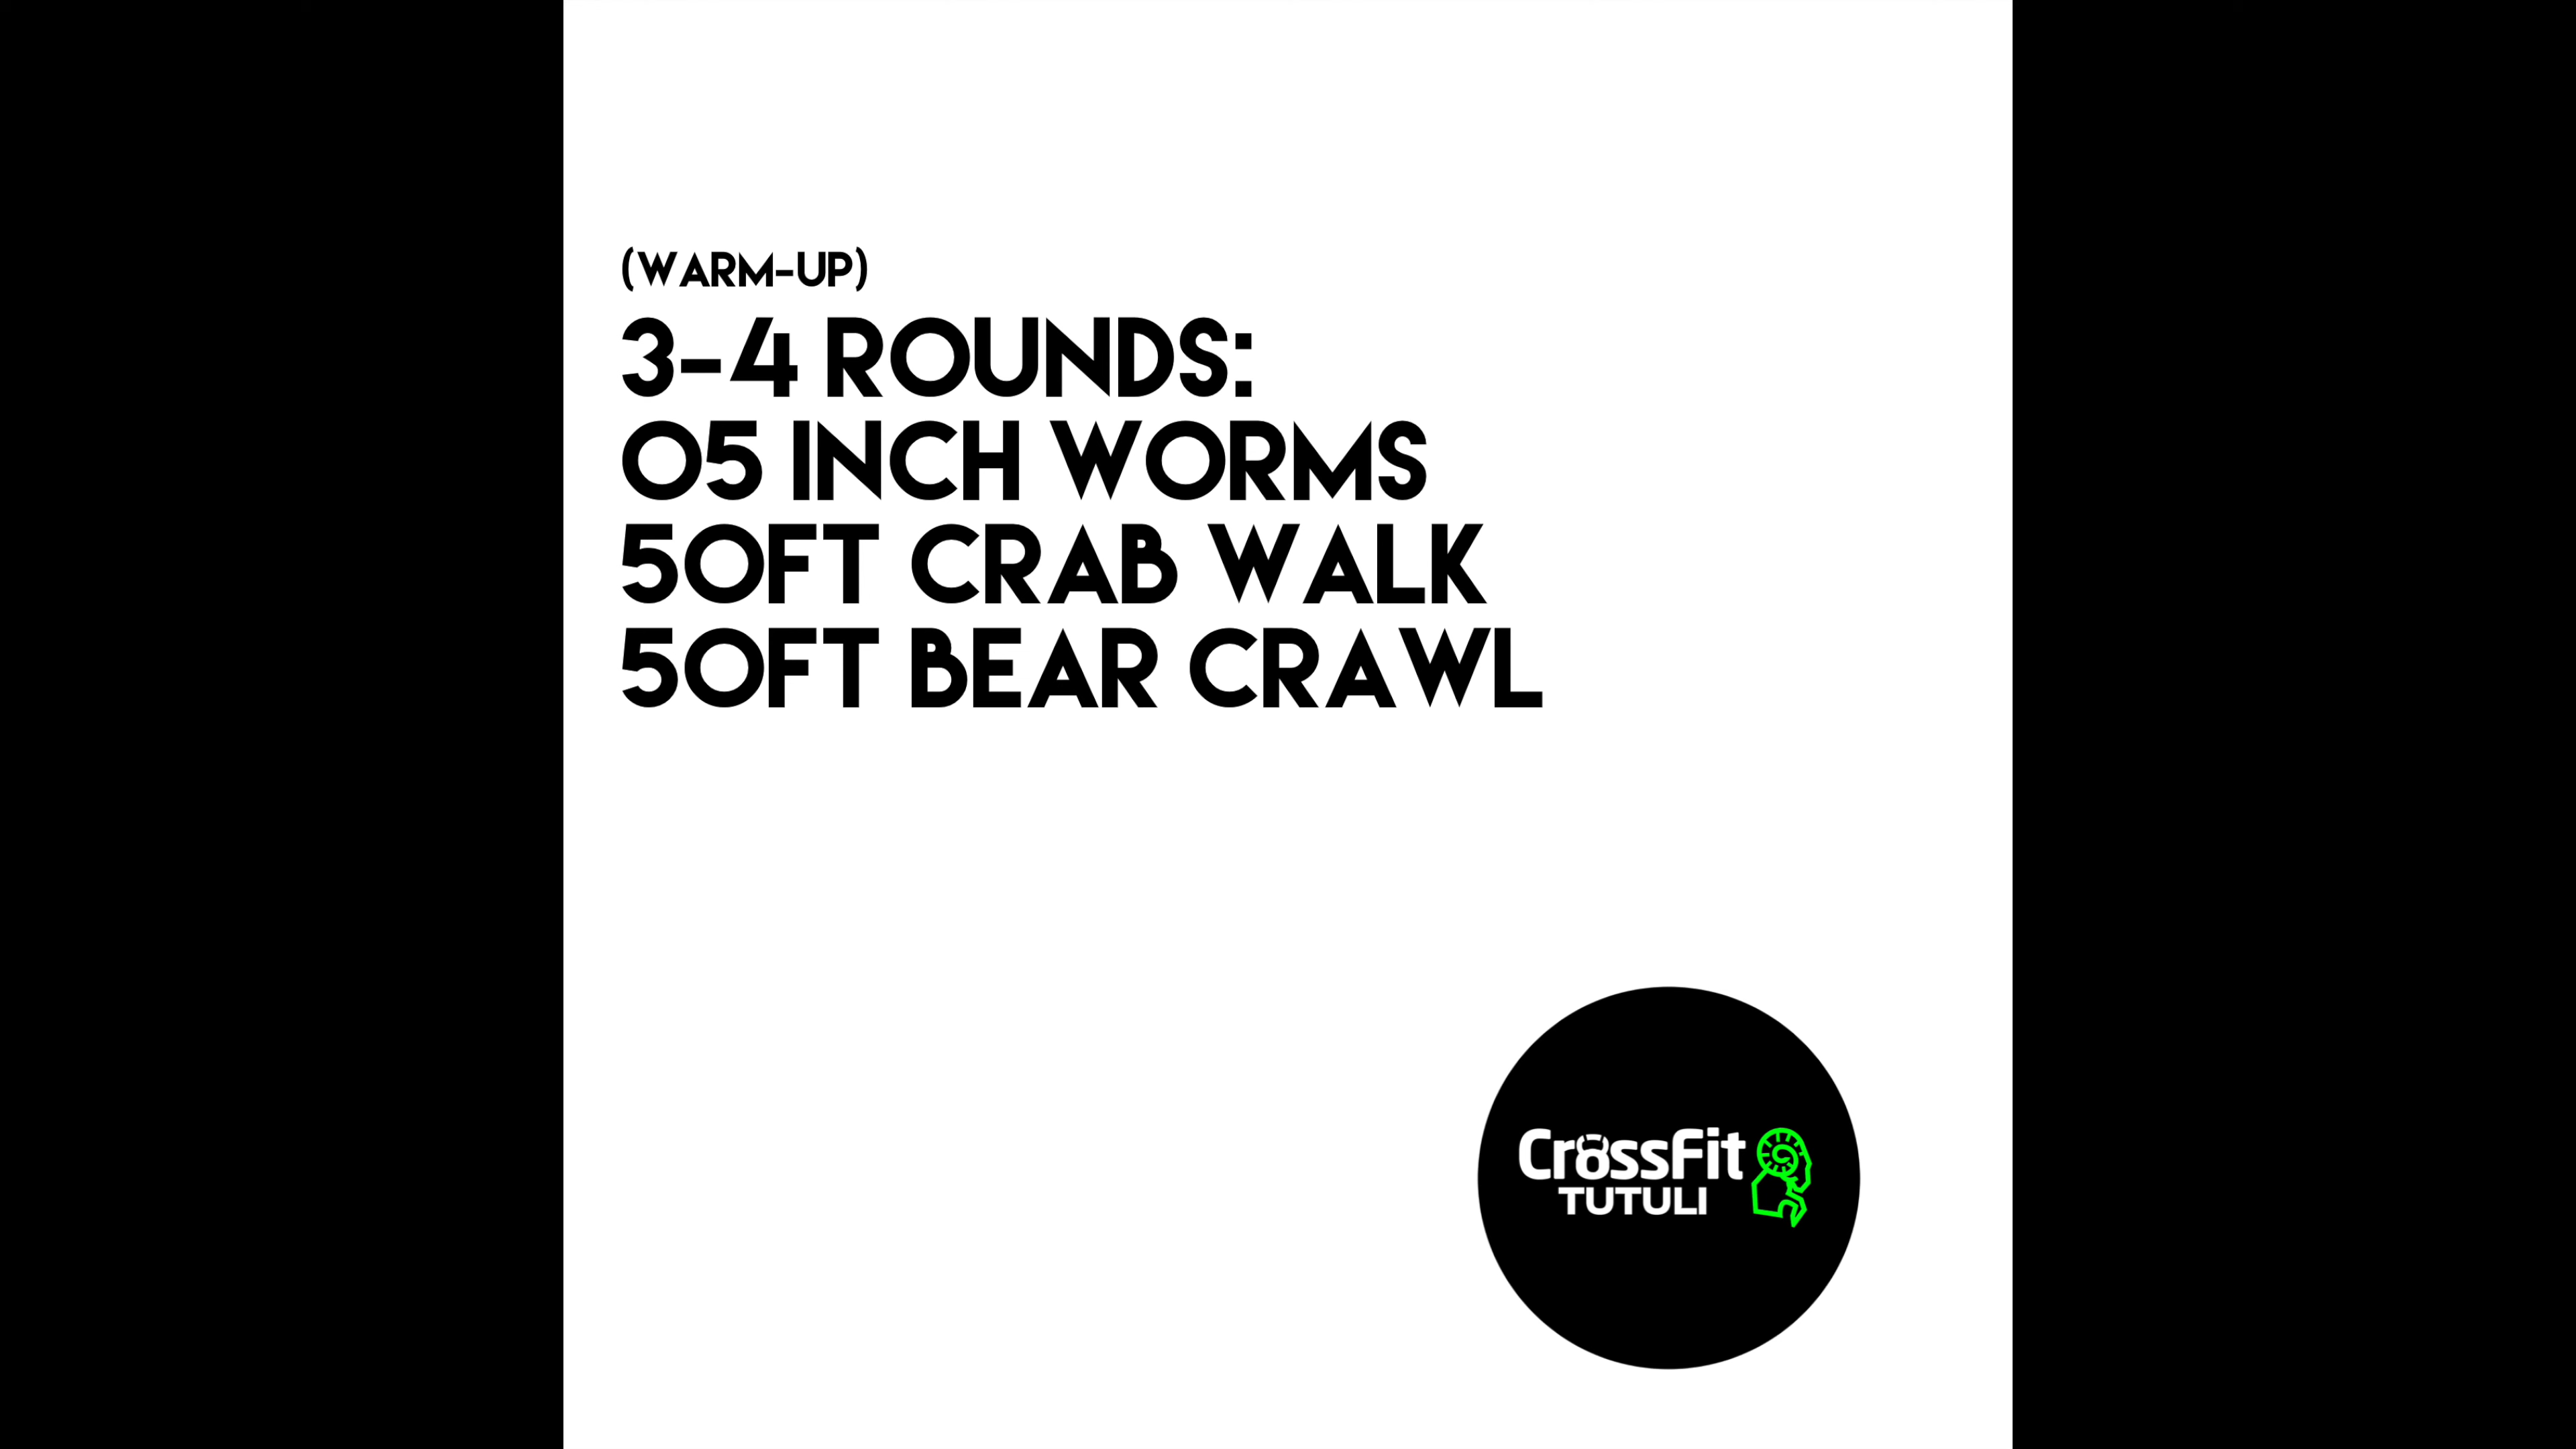 (WARM-UP)
3-4 ROUNDS:
05 INCH WORMS
50FT CRAB WALK
50FT BEAR CRAWL
CrossFit
TUTULI